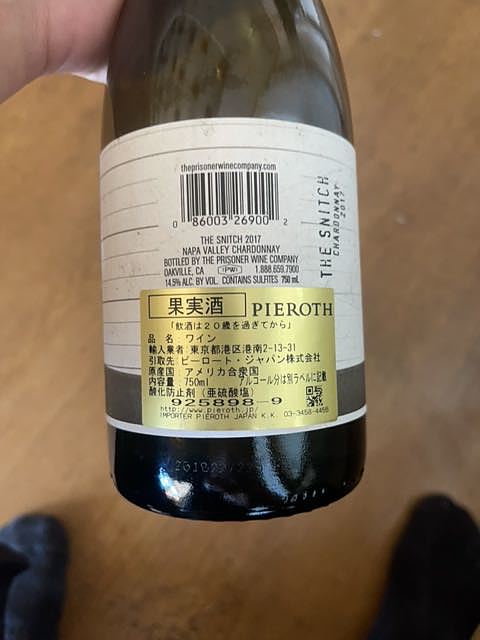 theprisonerwinecompany.com
0 86003 26900 2
THE SNITCH 2017
NAPA VALLEY CHARDONNAY
BOTTLED BY THE PRISONER WINE COMPANY
OAKVILLE, CA TPWC 1.888.659.7900
14.5% ALC. BY VOL. CONTAINS SULFITES 750 mL
THE SNITCH
CHARDONNAY
2017
果実酒 PIEROTH
「飲酒は20歳を過ぎてから」
品 名：ワイン
輸入業者 東京都港区港南2-13-31
引取先 ピーロート・ジャパン株式会社
原産国：アメリカ合衆国
内容量：750ml アルコール分は別ラベルに記載
酸化防止剤（亜硫酸塩）
925898-9
http://www.pieroth.jp/
IMPORTER PIEROTH JAPAN K.K. 03-3458-4455